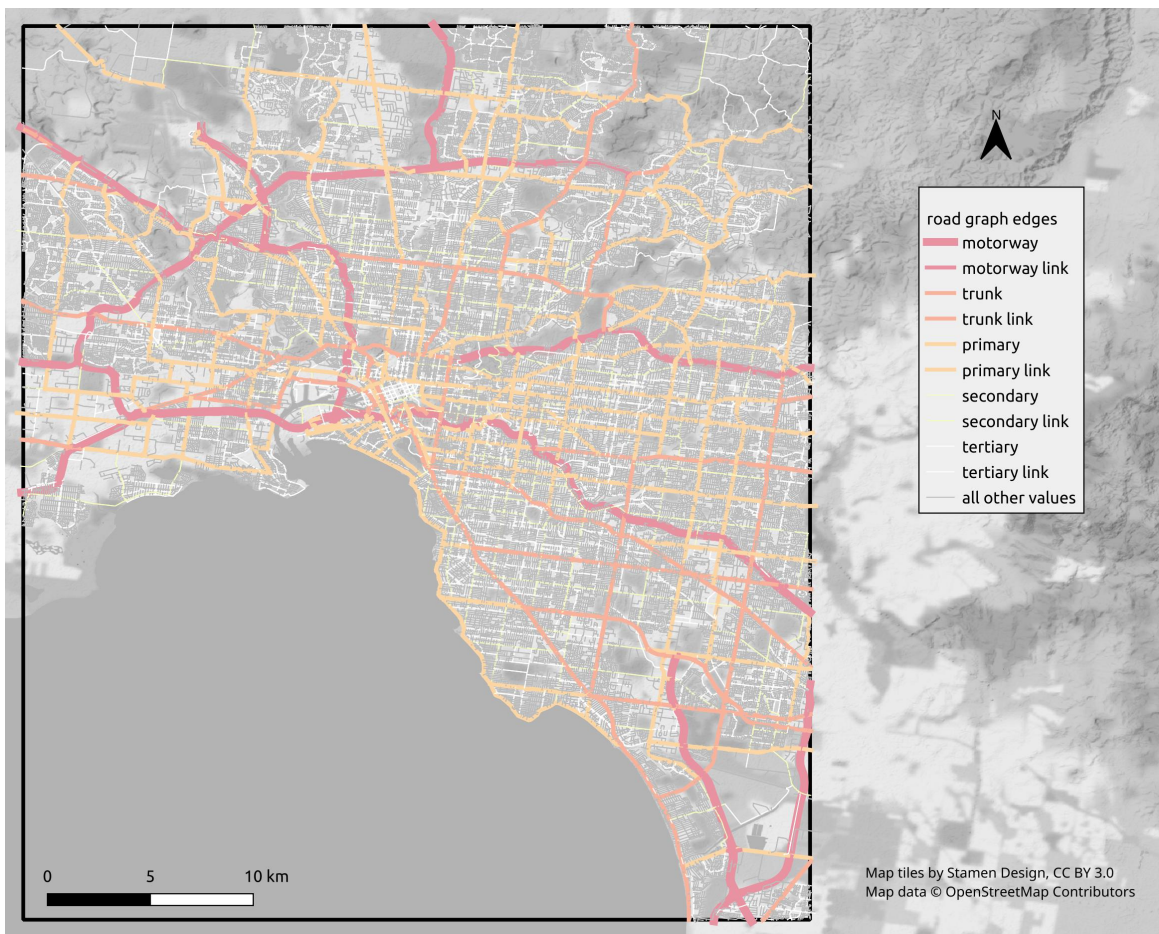 N
road graph edges
motorway
motorway link
trunk
trunk link
primary
primary link
secondary
secondary link
tertiary
tertiary link
all other values
0 5 10 km
Map tiles by Stamen Design, CC BY 3.0
Map data © OpenStreetMap Contributors